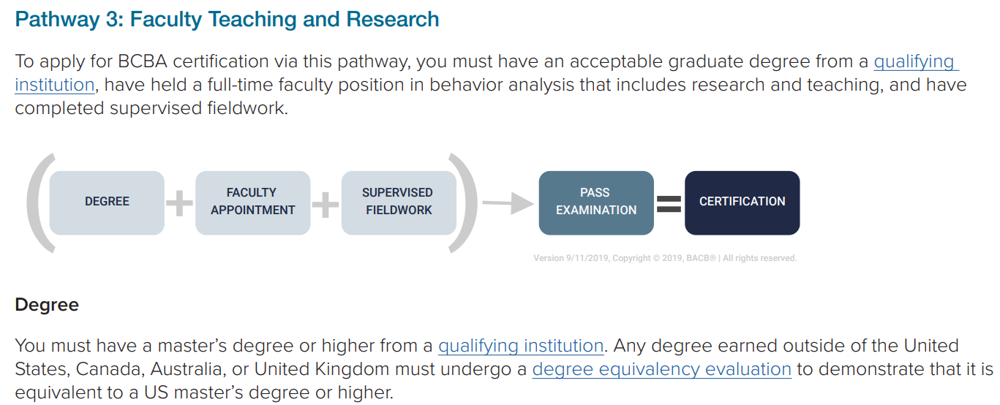 Pathway 3: Faculty Teaching and Research
To apply for BCBA certification via this pathway, you must have an acceptable graduate degree from a qualifying
institution, have held a full-time faculty position in behavior analysis that includes research and teaching, and have
completed supervised fieldwork.
DEGREE
FACULTY
APPOINTMENT
SUPERVISED
FIELDWORK
PASS
EXAMINATION
CERTIFICATION
Version 9/11/2019, Copyright © 2019, BACB® | All rights reserved.
Degree
You must have a master’s degree or higher from a qualifying institution. Any degree earned outside of the United
States, Canada, Australia, or United Kingdom must undergo a degree equivalency evaluation to demonstrate that it is
equivalent to a US master’s degree or higher.